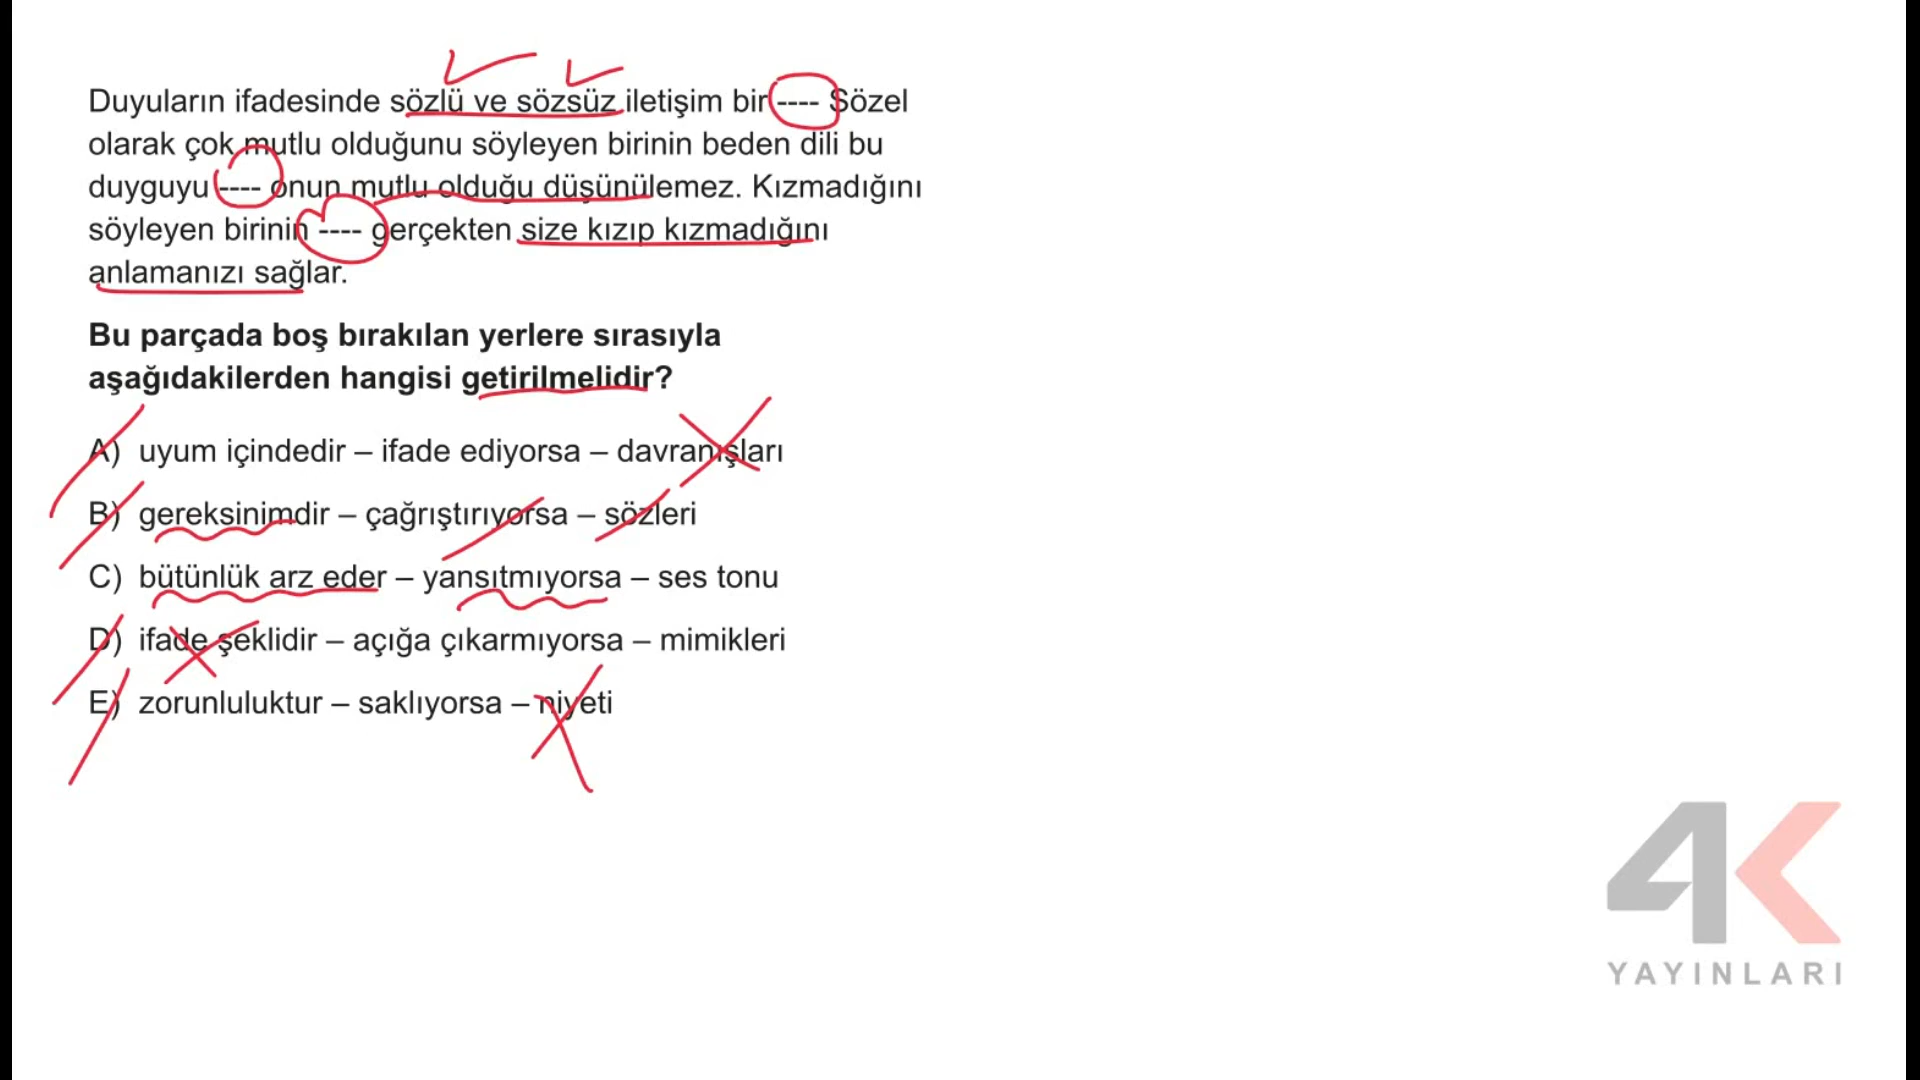 Duyuların ifadesinde sözlü ve sözsüz iletişim bir ---- Sözel
olarak çok mutlu olduğunu söyleyen birinin beden dili bu
duyguyu ---- onun mutlu olduğu düşünülemez. Kızmadığını
söyleyen birinin ---- gerçekten size kızıp kızmadığını
anlamanızı sağlar.
Bu parçada boş bırakılan yerlere sırasıyla
aşağıdakilerden hangisi getirilmelidir?
A) uyum içindedir – ifade ediyorsa – davranışları
B) gereksinimdir – çağrıştırıyorsa – sözleri
C) bütünlük arz eder – yansıtmıyorsa – ses tonu
D) ifade şeklidir – açığa çıkarmıyorsa – mimikleri
E) zorunluluktur – saklıyorsa – niyeti
4K
YAYINLARI